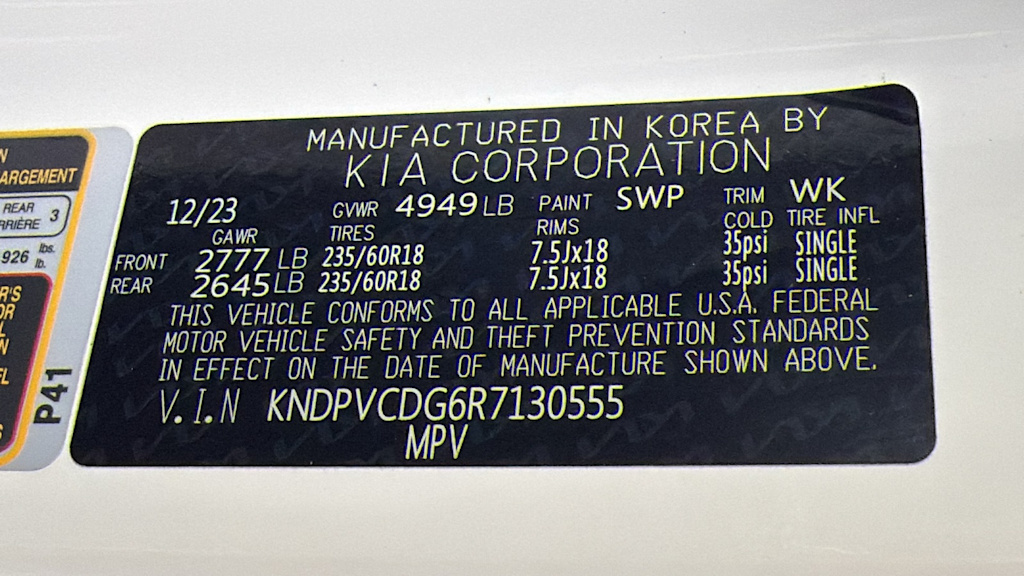 MANUFACTURED IN KOREA BY
KIA CORPORATION
12/23 GVWR 4949 LB PAINT SWP TRIM WK
GAWR TIRES RIMS COLD TIRE INFL
FRONT 2777 LB 235/60R18 7.5Jx18 35psi SINGLE
REAR 2645 LB 235/60R18 7.5Jx18 35psi SINGLE
THIS VEHICLE CONFORMS TO ALL APPLICABLE U.S.A. FEDERAL
MOTOR VEHICLE SAFETY AND THEFT PREVENTION STANDARDS
IN EFFECT ON THE DATE OF MANUFACTURE SHOWN ABOVE.
V.I.N KNDPVCDG6R7130555
MPV
ARGEMENT
REAR 3
RRIÈRE
926 lbs.
lb.
P41